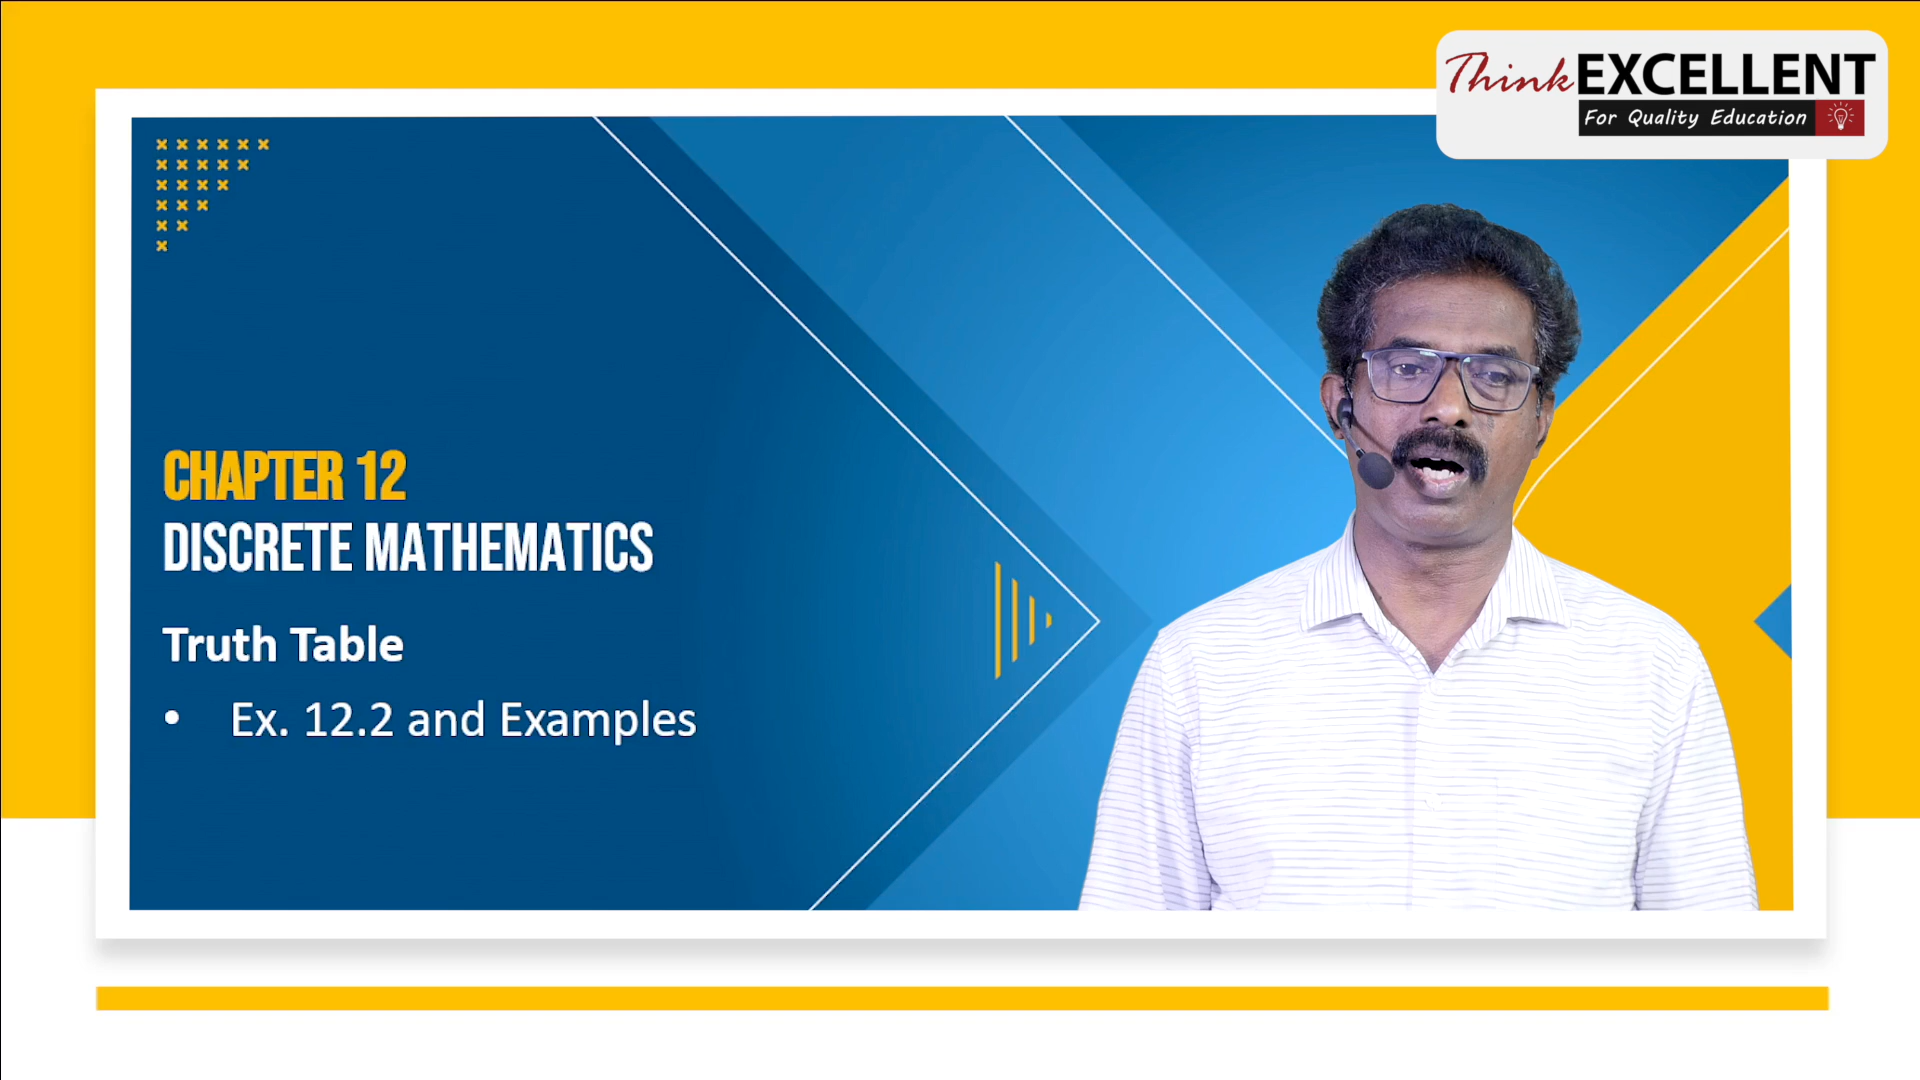 Think EXCELLENT
For Quality Education
CHAPTER 12
DISCRETE MATHEMATICS
Truth Table
• Ex. 12.2 and Examples